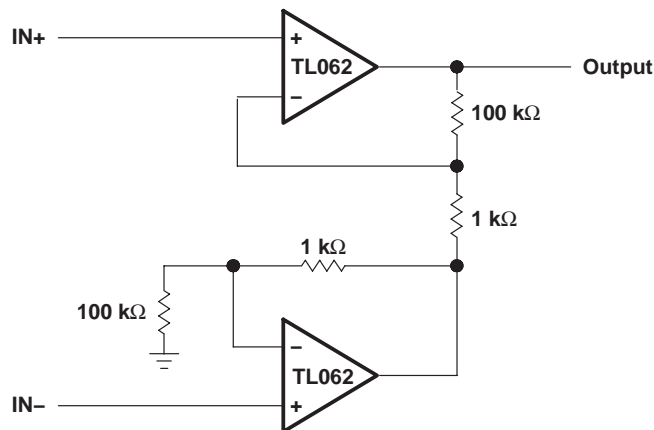 IN+
+
TL062
−
Output
100 kΩ
1 kΩ
1 kΩ
100 kΩ
−
TL062
+
IN−